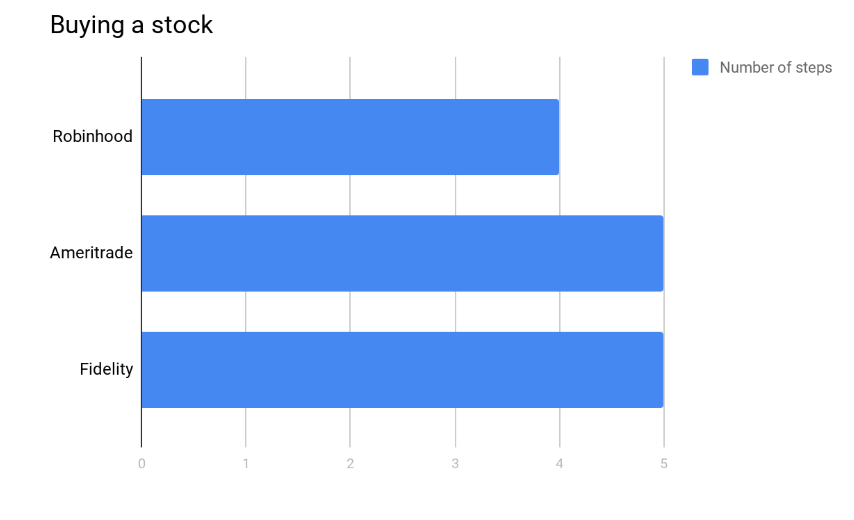 Buying a stock
Number of steps
Robinhood
Ameritrade
Fidelity
0 1 2 3 4 5